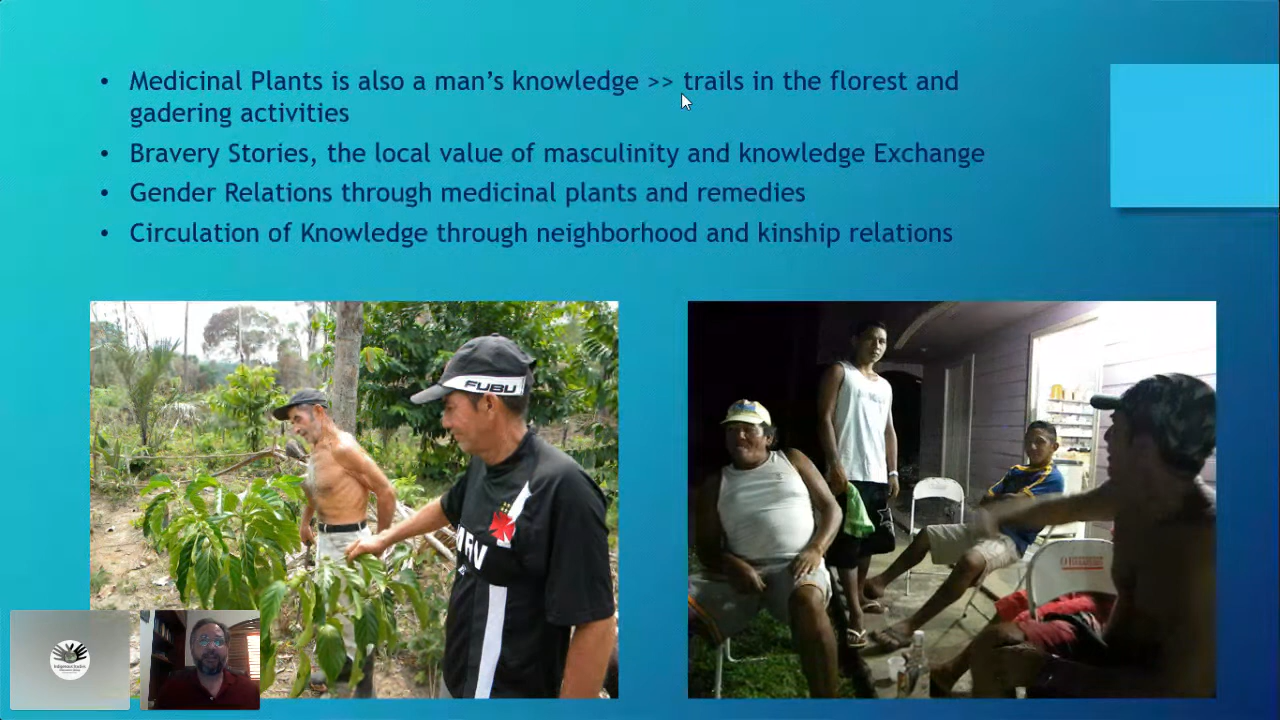 • Medicinal Plants is also a man’s knowledge >> trails in the florest and
gadering activities
• Bravery Stories, the local value of masculinity and knowledge Exchange
• Gender Relations through medicinal plants and remedies
• Circulation of Knowledge through neighborhood and kinship relations
FUBU